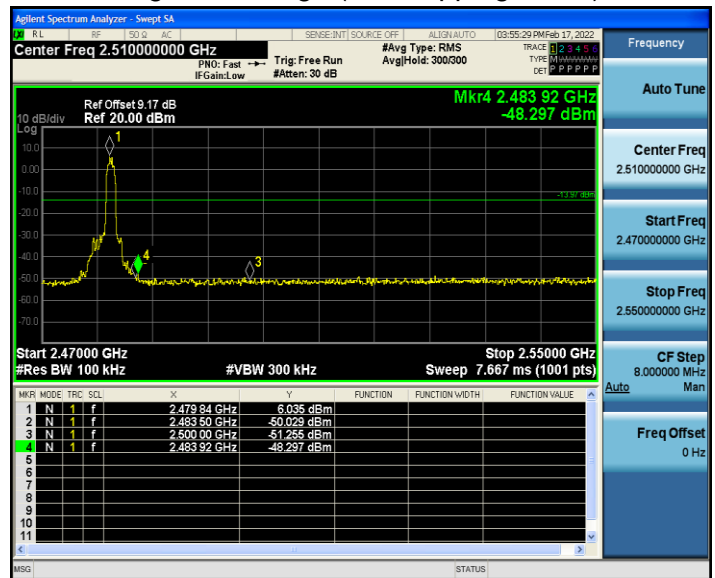 Agilent Spectrum Analyzer - Swept SA
RL RF 50 Ω AC SENSE:INT SOURCE OFF ALIGN AUTO 03:55:29 PM Feb 17, 2022
Center Freq 2.510000000 GHz
PNO: Fast
IFGain:Low
Trig: Free Run
#Atten: 30 dB
#Avg Type: RMS
Avg|Hold: 300/300
TRACE 1 2 3 4 5 6
TYPE M
DET P P P P P P
Mkr4 2.483 92 GHz
-48.297 dBm
Ref Offset 9.17 dB
10 dB/div Ref 20.00 dBm
Log
10.0
0.00
-10.0
-20.0
-30.0
-40.0
-50.0
-60.0
-70.0
1
4
3
-13.97 dBm
Start 2.47000 GHz Stop 2.55000 GHz
#Res BW 100 kHz #VBW 300 kHz Sweep 7.667 ms (1001 pts)
MKR MODE TRC SCL X Y FUNCTION FUNCTION WIDTH FUNCTION VALUE
1 N 1 f 2.479 84 GHz 6.035 dBm
2 N 1 f 2.483 50 GHz -50.029 dBm
3 N 1 f 2.500 00 GHz -51.255 dBm
4 N 1 f 2.483 92 GHz -48.297 dBm
5
6
7
8
9
10
11
MSG STATUS
Frequency
Auto Tune
Center Freq
2.510000000 GHz
Start Freq
2.470000000 GHz
Stop Freq
2.550000000 GHz
CF Step
8.000000 MHz
Auto Man
Freq Offset
0 Hz